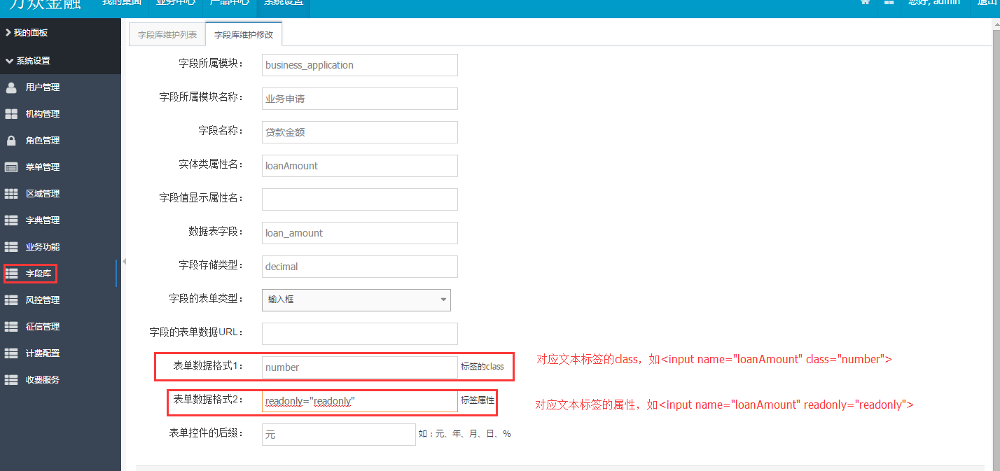 万众金融 我的桌面 业务中心 产品中心 系统设置 您好, admin 退出
我的面板
系统设置
用户管理
机构管理
角色管理
菜单管理
区域管理
字典管理
业务功能
字段库
风控管理
征信管理
计费配置
收费服务
字段库维护列表 字段库维护修改
字段所属模块： business_application
字段所属模块名称： 业务申请
字段名称： 贷款金额
实体类属性名： loanAmount
字段值显示属性名：
数据表字段： loan_amount
字段存储类型： decimal
字段的表单类型： 输入框
字段的表单数据URL：
表单数据格式1： number 标签的class 对应文本标签的class，如<input name="loanAmount" class="number">
表单数据格式2： readonly="readonly" 标签属性 对应文本标签的属性，如<input name="loanAmount" readonly="readonly">
表单控件的后缀： 元 如：元、年、月、日、%